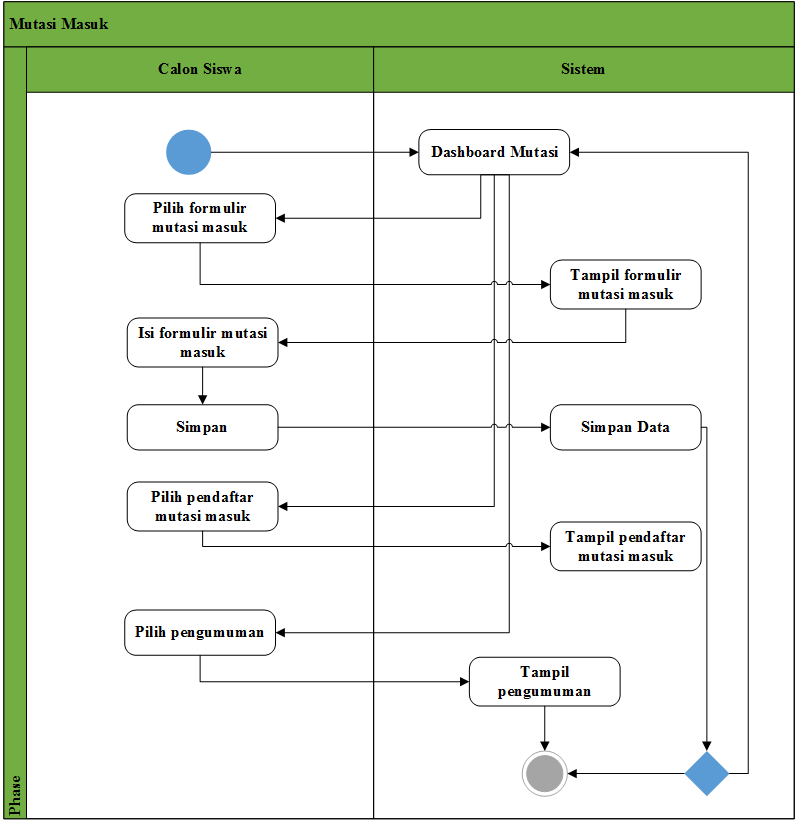 Mutasi Masuk
Calon Siswa
Sistem
Dashboard Mutasi
Pilih formulir
mutasi masuk
Tampil formulir
mutasi masuk
Isi formulir mutasi
masuk
Simpan
Simpan Data
Pilih pendaftar
mutasi masuk
Tampil pendaftar
mutasi masuk
Pilih pengumuman
Tampil
pengumuman
Phase